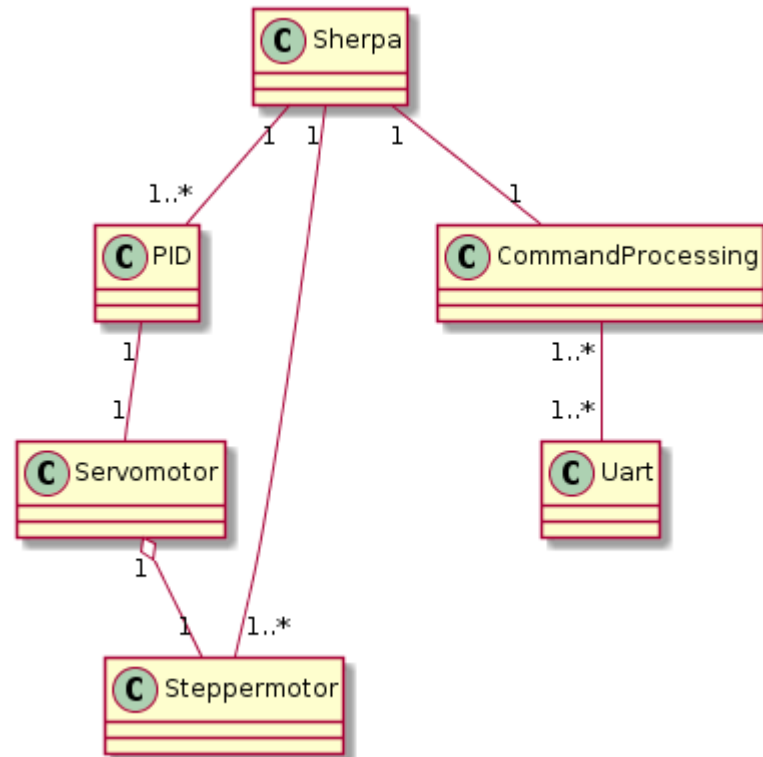 C Sherpa
1 1 1
1..* 1
C PID
C CommandProcessing
1 1..*
1 1..*
C Servomotor
C Uart
1
1 1..*
C Steppermotor